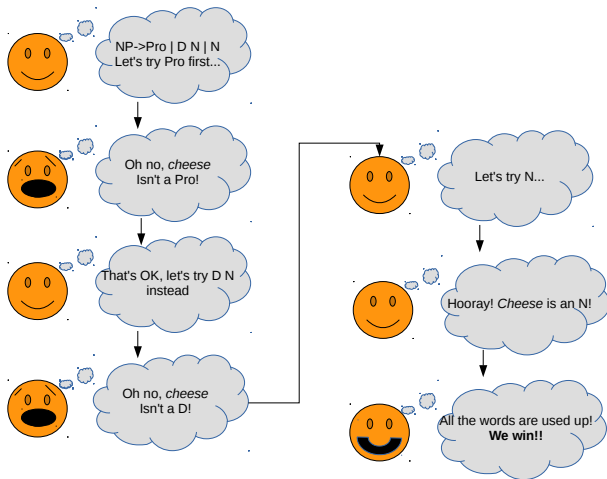 NP->Pro | D N | N
Let's try Pro first...
Oh no, cheese
Isn't a Pro!
That's OK, let's try D N
instead
Oh no, cheese
Isn't a D!
Let's try N...
Hooray! Cheese is an N!
All the words are used up!
We win!!